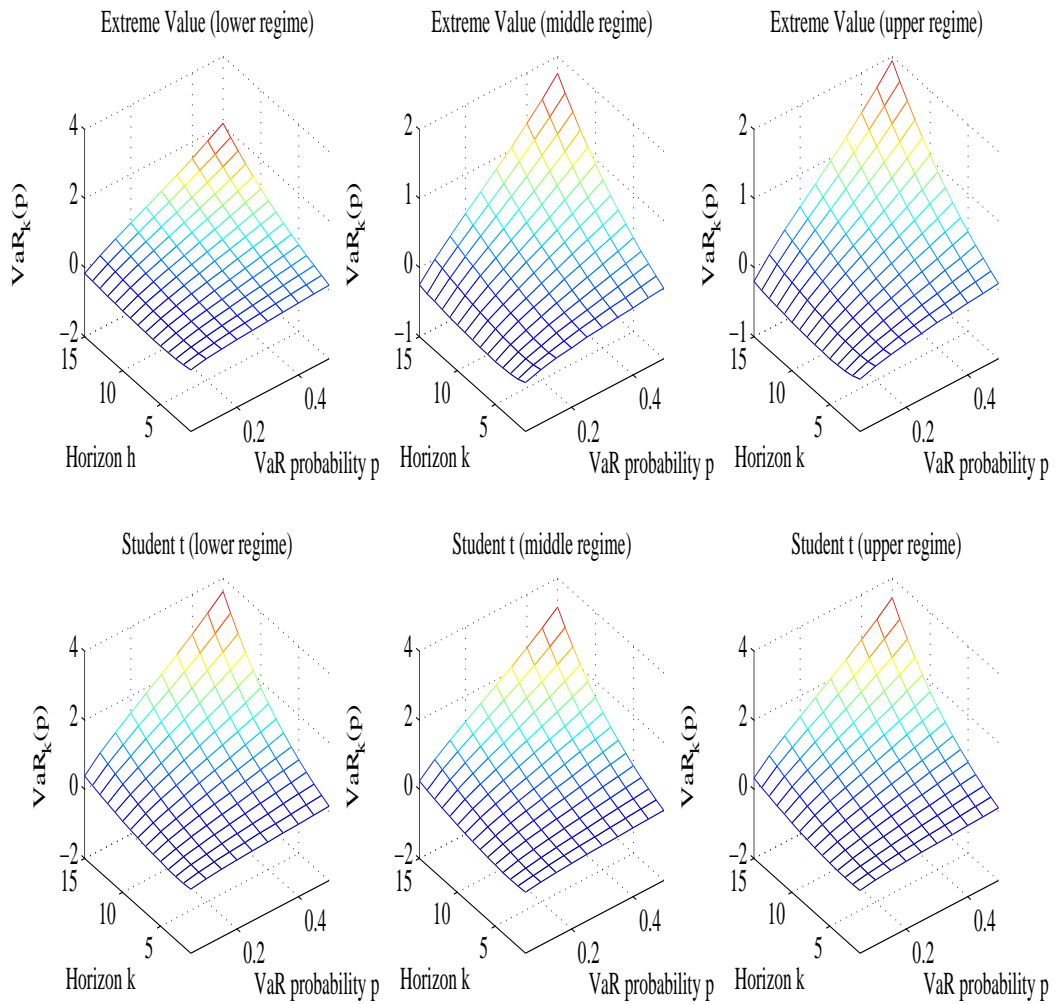 Extreme Value (lower regime)
4
2
0
−2
15
10
5
0.2
0.4
VaR_k(p)
Horizon h
VaR probability p
Extreme Value (middle regime)
2
1
0
−1
15
10
5
0.2
0.4
VaR_k(p)
Horizon k
VaR probability p
Extreme Value (upper regime)
2
1
0
−1
15
10
5
0.2
0.4
VaR_k(p)
Horizon k
VaR probability p
Student t (lower regime)
4
2
0
−2
15
10
5
0.2
0.4
VaR_k(p)
Horizon k
VaR probability p
Student t (middle regime)
4
2
0
−2
15
10
5
0.2
0.4
VaR_k(p)
Horizon k
VaR probability p
Student t (upper regime)
4
2
0
−2
15
10
5
0.2
0.4
VaR_k(p)
Horizon k
VaR probability p